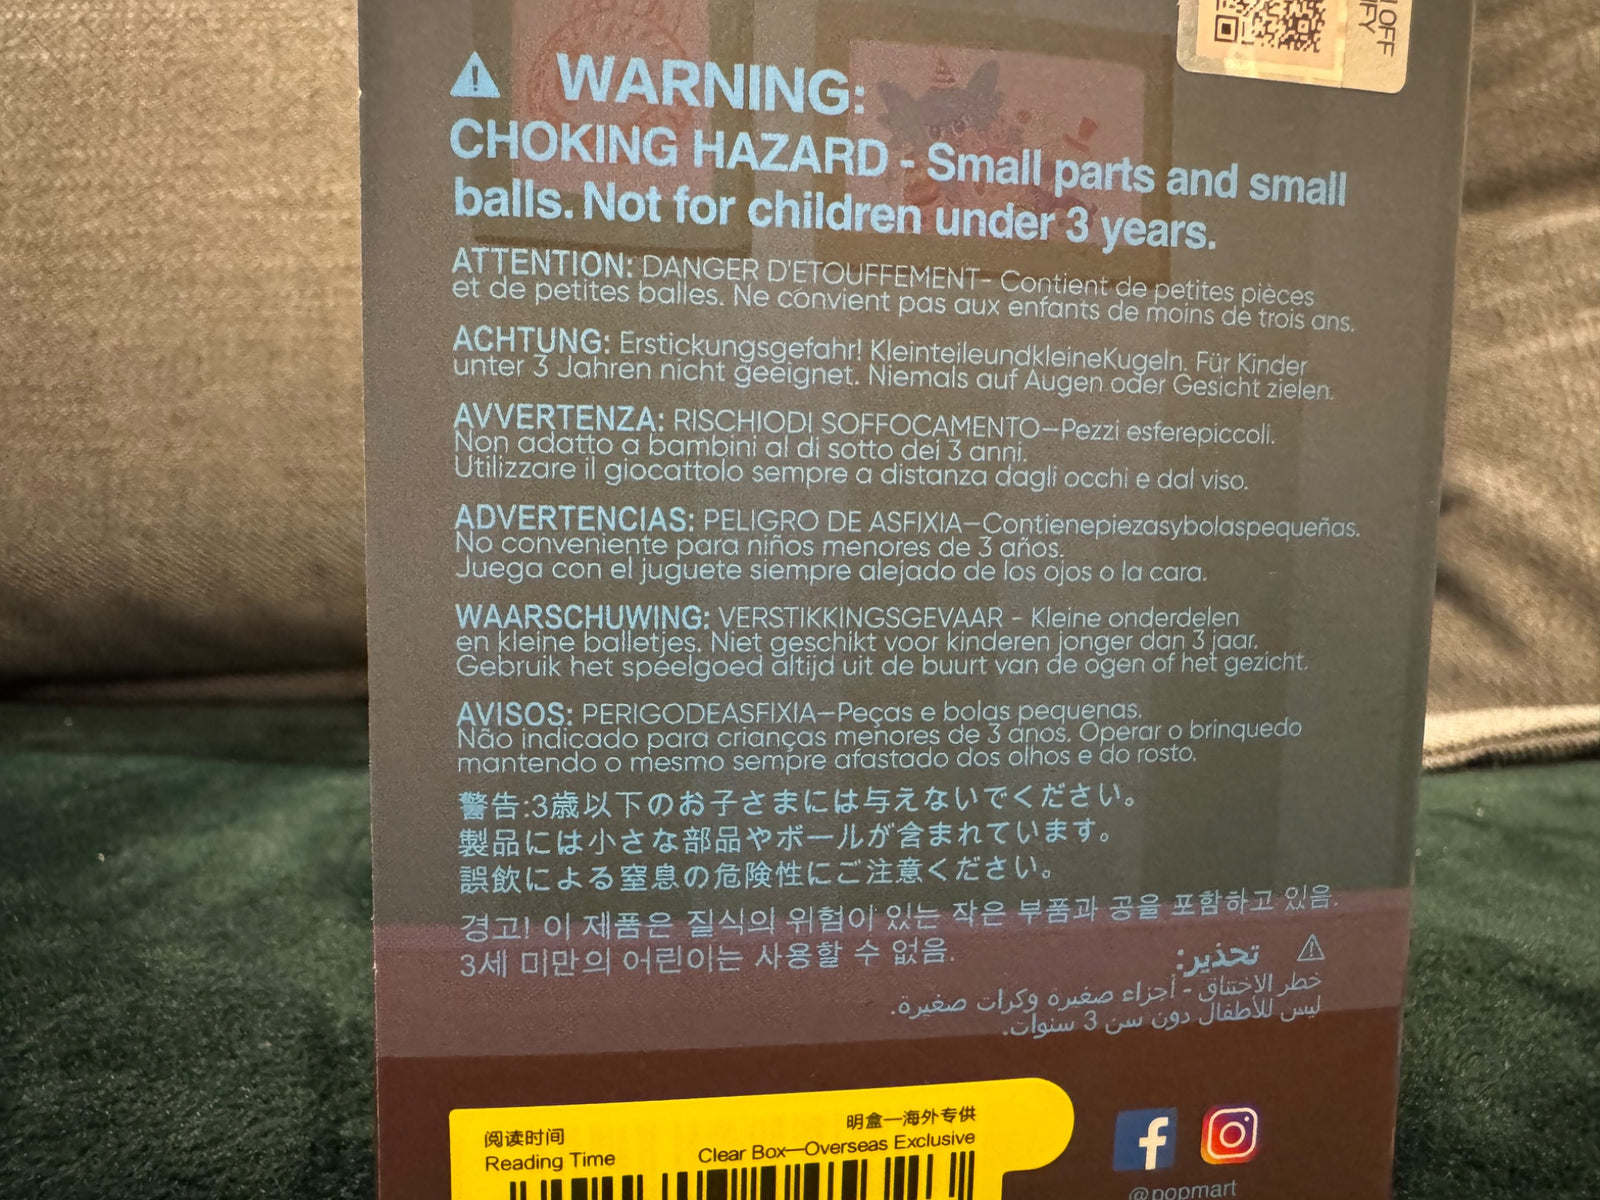 OFF
IFY
WARNING:
CHOKING HAZARD - Small parts and small
balls. Not for children under 3 years.
ATTENTION: DANGER D'ETOUFFEMENT- Contient de petites pièces
et de petites balles. Ne convient pas aux enfants de moins de trois ans.
ACHTUNG: Erstickungsgefahr! KleinteileundkleineKugeln. Für Kinder
unter 3 Jahren nicht geeignet. Niemals auf Augen oder Gesicht zielen.
AVVERTENZA: RISCHIODI SOFFOCAMENTO—Pezzi esferepiccoli.
Non adatto a bambini al di sotto dei 3 anni.
Utilizzare il giocattolo sempre a distanza dagli occhi e dal viso.
ADVERTENCIAS: PELIGRO DE ASFIXIA—Contienepiezasybolaspequeñas.
No conveniente para niños menores de 3 años.
Juega con el juguete siempre alejado de los ojos o la cara.
WAARSCHUWING: VERSTIKKINGSGEVAAR - Kleine onderdelen
en kleine balletjes. Niet geschikt voor kinderen jonger dan 3 jaar.
Gebruik het speelgoed altijd uit de buurt van de ogen of het gezicht.
AVISOS: PERIGODEASFIXIA—Peças e bolas pequenas.
Não indicado para crianças menores de 3 anos. Operar o brinquedo
mantendo o mesmo sempre afastado dos olhos e do rosto.
警告:3歳以下のお子さまには与えないでください。
製品には小さな部品やボールが含まれています。
誤飲による窒息の危険性にご注意ください。
경고! 이 제품은 질식의 위험이 있는 작은 부품과 공을 포함하고 있음.
3세 미만의 어린이는 사용할 수 없음.
تحذير:
خطر الاختناق - أجزاء صغيرة وكرات صغيرة.
ليس للأطفال دون سن 3 سنوات.
阅读时间
Reading Time
明盒—海外专供
Clear Box—Overseas Exclusive
@popmart